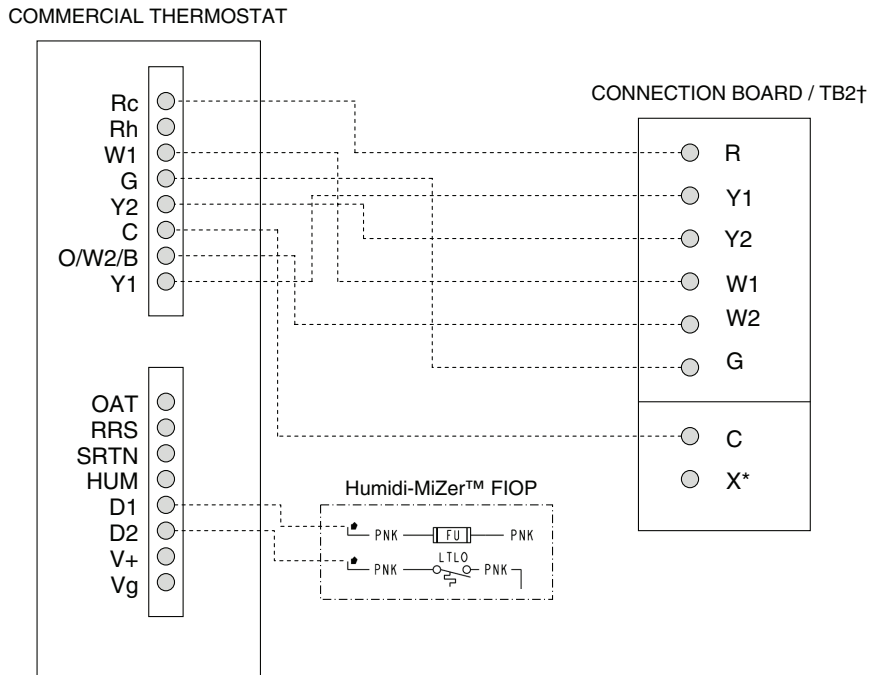 COMMERCIAL THERMOSTAT
Rc
Rh
W1
G
Y2
C
O/W2/B
Y1
OAT
RRS
SRTN
HUM
D1
D2
V+
Vg
CONNECTION BOARD / TB2†
R
Y1
Y2
W1
W2
G
C
X*
Humidi-MiZer™ FIOP
PNK FU PNK
LTLO
PNK PNK